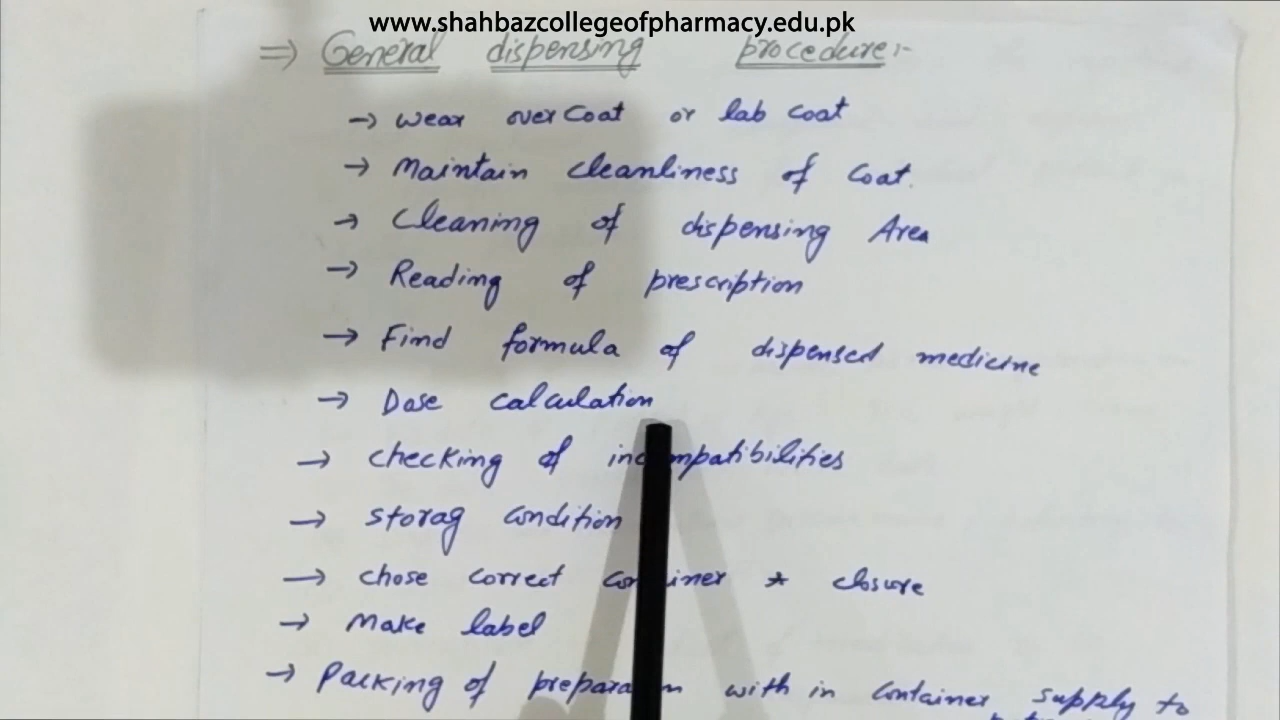 www.shahbazcollegeofpharmacy.edu.pk
⇒ General dispensing procedure:-
→ wear overcoat or lab coat
→ Maintain cleanliness of coat.
→ Cleaning of dispensing Area
→ Reading of prescription
→ Find formula of dispensed medicine
→ Dose calculation
→ checking of incompatibilities
→ storag condition
→ chose correct container * closure
→ Make label
→ Packing of preparation with in container supply to